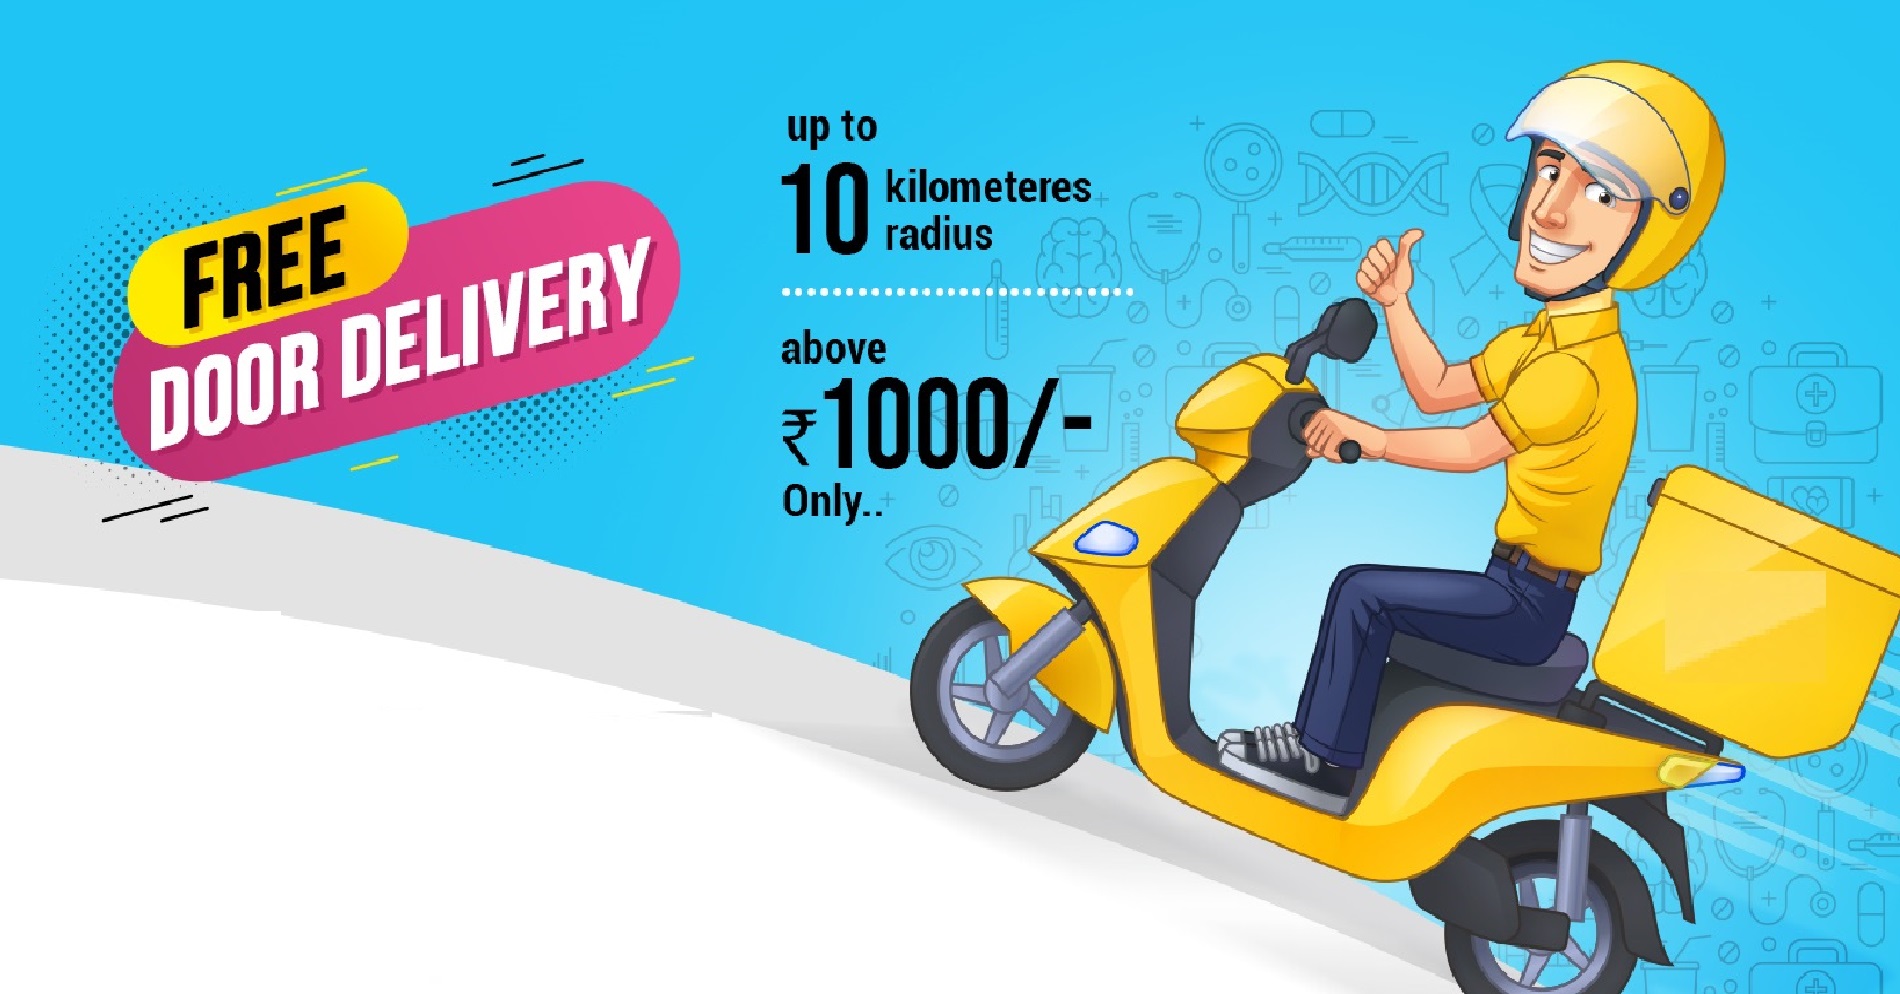 FREE
DOOR DELIVERY
up to
10 kilometeres
radius
above
₹1000/-
Only..